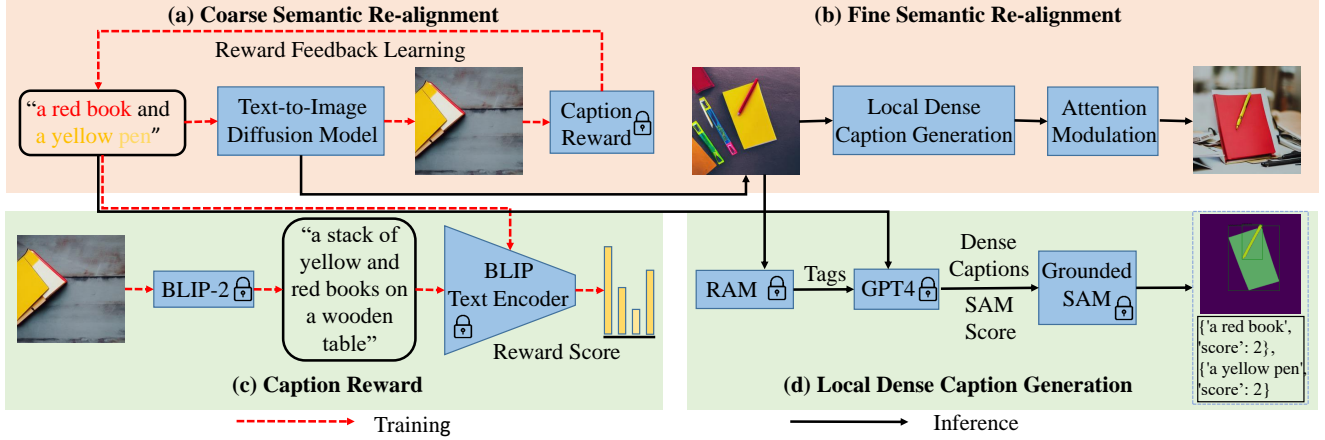 (a) Coarse Semantic Re-alignment
Reward Feedback Learning
“a red book and
a yellow pen”
Text-to-Image
Diffusion Model
Caption
Reward
(b) Fine Semantic Re-alignment
Local Dense
Caption Generation
Attention
Modulation
BLIP-2
“a stack of
yellow and
red books on
a wooden
table”
BLIP
Text Encoder
Reward Score
(c) Caption Reward
RAM
Tags
GPT4
Dense
Captions
SAM
Score
Grounded
SAM
{'a red book',
'score’: 2},
{'a yellow pen',
'score’: 2}
(d) Local Dense Caption Generation
Training
Inference